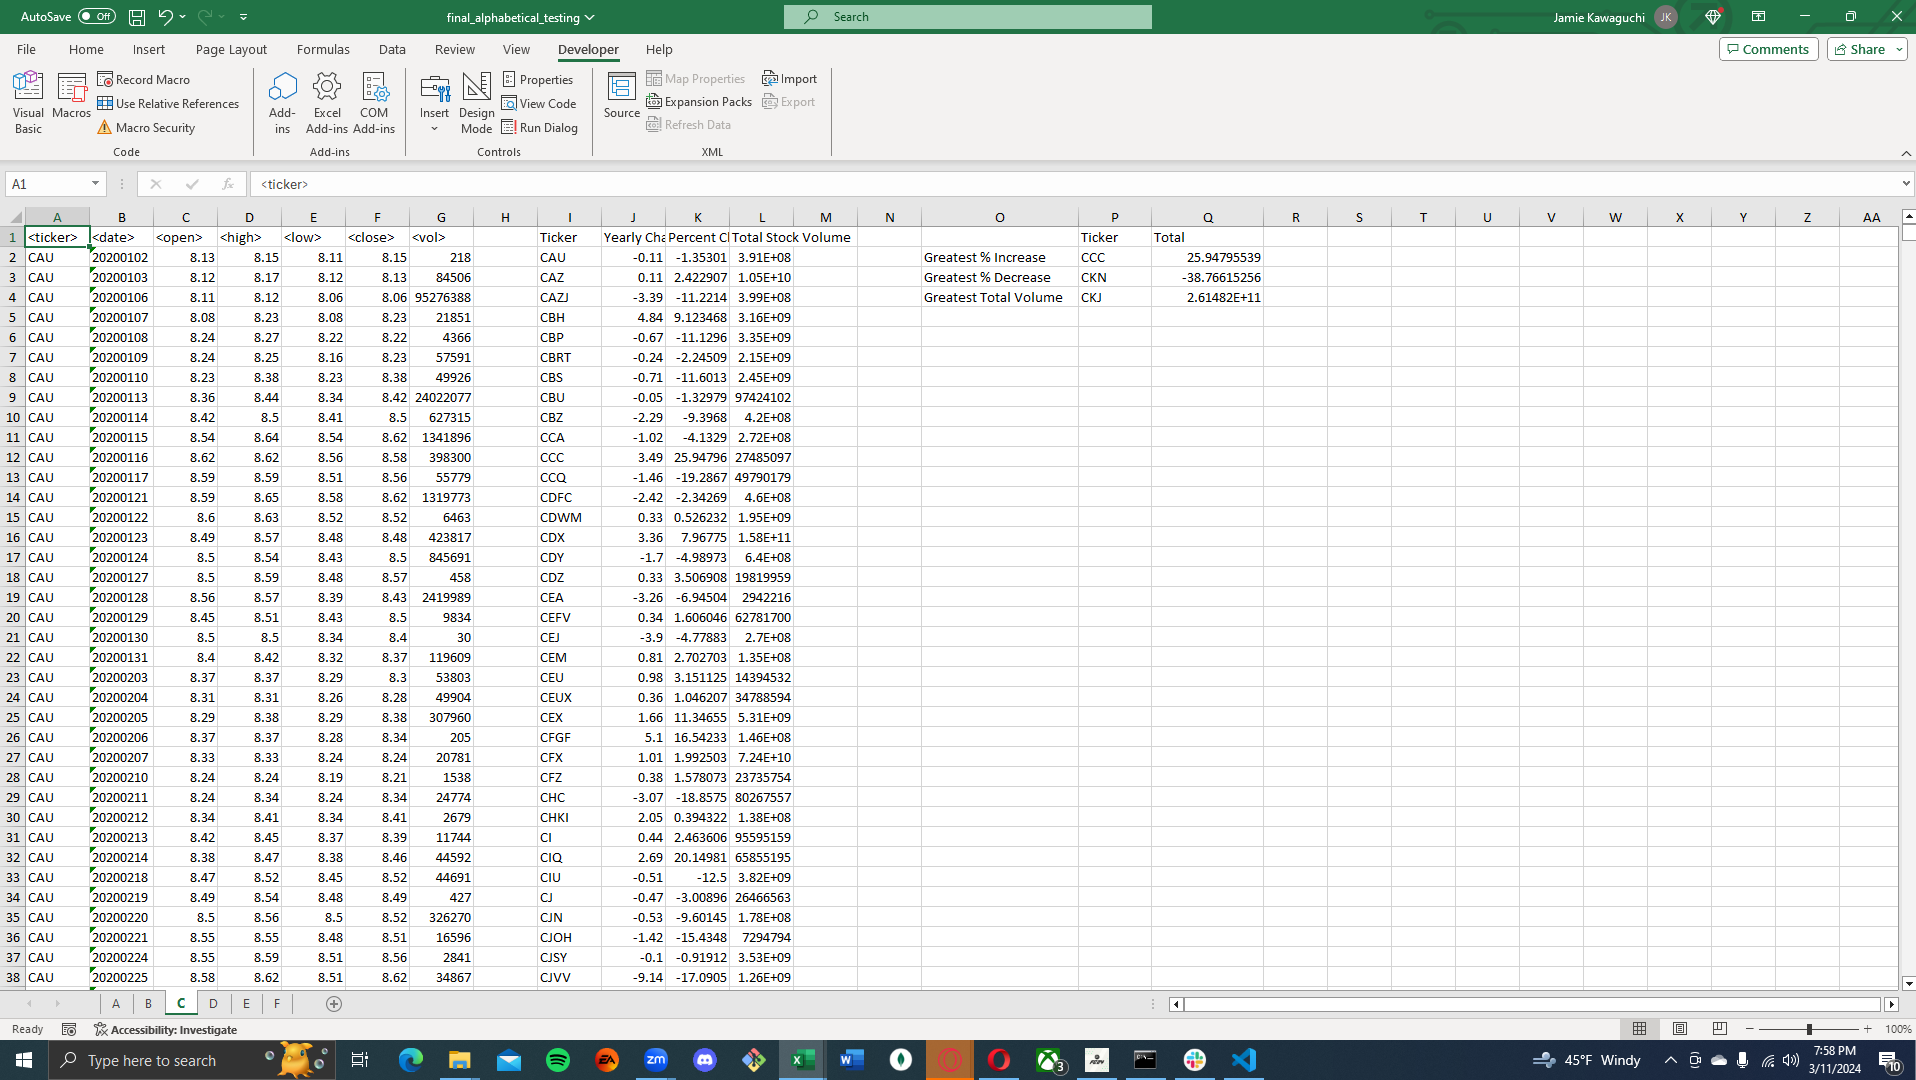 AutoSave Off final_alphabetical_testing Search Jamie Kawaguchi JK
File Home Insert Page Layout Formulas Data Review View Developer Help Comments Share
Visual Basic Macros Record Macro Use Relative References Macro Security Code
Add-ins Excel Add-ins COM Add-ins Add-ins
Insert Design Mode Properties View Code Run Dialog Controls
Source Map Properties Expansion Packs Refresh Data Import Export XML
A1 fx <ticker>
A B C D E F G H I J K L M N O P Q R S T U V W X Y Z AA
1 <ticker> <date> <open> <high> <low> <close> <vol> Ticker Yearly Cha Percent Cl Total Stock Volume Ticker Total
2 CAU 20200102 8.13 8.15 8.11 8.15 218 CAU -0.11 -1.35301 3.91E+08 Greatest % Increase CCC 25.94795539
3 CAU 20200103 8.12 8.17 8.12 8.13 84506 CAZ 0.11 2.422907 1.05E+10 Greatest % Decrease CKN -38.76615256
4 CAU 20200106 8.11 8.12 8.06 8.06 95276388 CAZJ -3.39 -11.2214 3.99E+08 Greatest Total Volume CKJ 2.61482E+11
5 CAU 20200107 8.08 8.23 8.08 8.23 21851 CBH 4.84 9.123468 3.16E+09
6 CAU 20200108 8.24 8.27 8.22 8.22 4366 CBP -0.67 -11.1296 3.35E+09
7 CAU 20200109 8.24 8.25 8.16 8.23 57591 CBRT -0.24 -2.24509 2.15E+09
8 CAU 20200110 8.23 8.38 8.23 8.38 49926 CBS -0.71 -11.6013 2.45E+09
9 CAU 20200113 8.36 8.44 8.34 8.42 24022077 CBU -0.05 -1.32979 97424102
10 CAU 20200114 8.42 8.5 8.41 8.5 627315 CBZ -2.29 -9.3968 4.2E+08
11 CAU 20200115 8.54 8.64 8.54 8.62 1341896 CCA -1.02 -4.1329 2.72E+08
12 CAU 20200116 8.62 8.62 8.56 8.58 398300 CCC 3.49 25.94796 27485097
13 CAU 20200117 8.59 8.59 8.51 8.56 55779 CCQ -1.46 -19.2867 49790179
14 CAU 20200121 8.59 8.65 8.58 8.62 1319773 CDFC -2.42 -2.34269 4.6E+08
15 CAU 20200122 8.6 8.63 8.52 8.52 6463 CDWM 0.33 0.526232 1.95E+09
16 CAU 20200123 8.49 8.57 8.48 8.48 423817 CDX 3.36 7.96775 1.58E+11
17 CAU 20200124 8.5 8.54 8.43 8.5 845691 CDY -1.7 -4.98973 6.4E+08
18 CAU 20200127 8.5 8.59 8.48 8.57 458 CDZ 0.33 3.506908 19819959
19 CAU 20200128 8.56 8.57 8.39 8.43 2419989 CEA -3.26 -6.94504 2942216
20 CAU 20200129 8.45 8.51 8.43 8.5 9834 CEFV 0.34 1.606046 62781700
21 CAU 20200130 8.5 8.5 8.34 8.4 30 CEJ -3.9 -4.77883 2.7E+08
22 CAU 20200131 8.4 8.42 8.32 8.37 119609 CEM 0.81 2.702703 1.35E+08
23 CAU 20200203 8.37 8.37 8.29 8.3 53803 CEU 0.98 3.151125 14394532
24 CAU 20200204 8.31 8.31 8.26 8.28 49904 CEUX 0.36 1.046207 34788594
25 CAU 20200205 8.29 8.38 8.29 8.38 307960 CEX 1.66 11.34655 5.31E+09
26 CAU 20200206 8.37 8.37 8.28 8.34 205 CFGF 5.1 16.54233 1.46E+08
27 CAU 20200207 8.33 8.33 8.24 8.24 20781 CFX 1.01 1.992503 7.24E+10
28 CAU 20200210 8.24 8.24 8.19 8.21 1538 CFZ 0.38 1.578073 23735754
29 CAU 20200211 8.24 8.34 8.24 8.34 24774 CHC -3.07 -18.8575 80267557
30 CAU 20200212 8.34 8.41 8.34 8.41 2679 CHKI 2.05 0.394322 1.38E+08
31 CAU 20200213 8.42 8.45 8.37 8.39 11744 CI 0.44 2.463606 95595159
32 CAU 20200214 8.38 8.47 8.38 8.46 44592 CIQ 2.69 20.14981 65855195
33 CAU 20200218 8.47 8.52 8.45 8.52 44691 CIU -0.51 -12.5 3.82E+09
34 CAU 20200219 8.49 8.54 8.48 8.49 427 CJ -0.47 -3.00896 26466563
35 CAU 20200220 8.5 8.56 8.5 8.52 326270 CJN -0.53 -9.60145 1.78E+08
36 CAU 20200221 8.55 8.55 8.48 8.51 16596 CJOH -1.42 -15.4348 7294794
37 CAU 20200224 8.55 8.59 8.51 8.56 2841 CJSY -0.1 -0.91912 3.53E+09
38 CAU 20200225 8.58 8.62 8.51 8.62 34867 CJVV -9.14 -17.0905 1.26E+09
A B C D E F
Ready Accessibility: Investigate 100%
Type here to search EA zm 3 45°F Windy 7:58 PM 3/11/2024 10